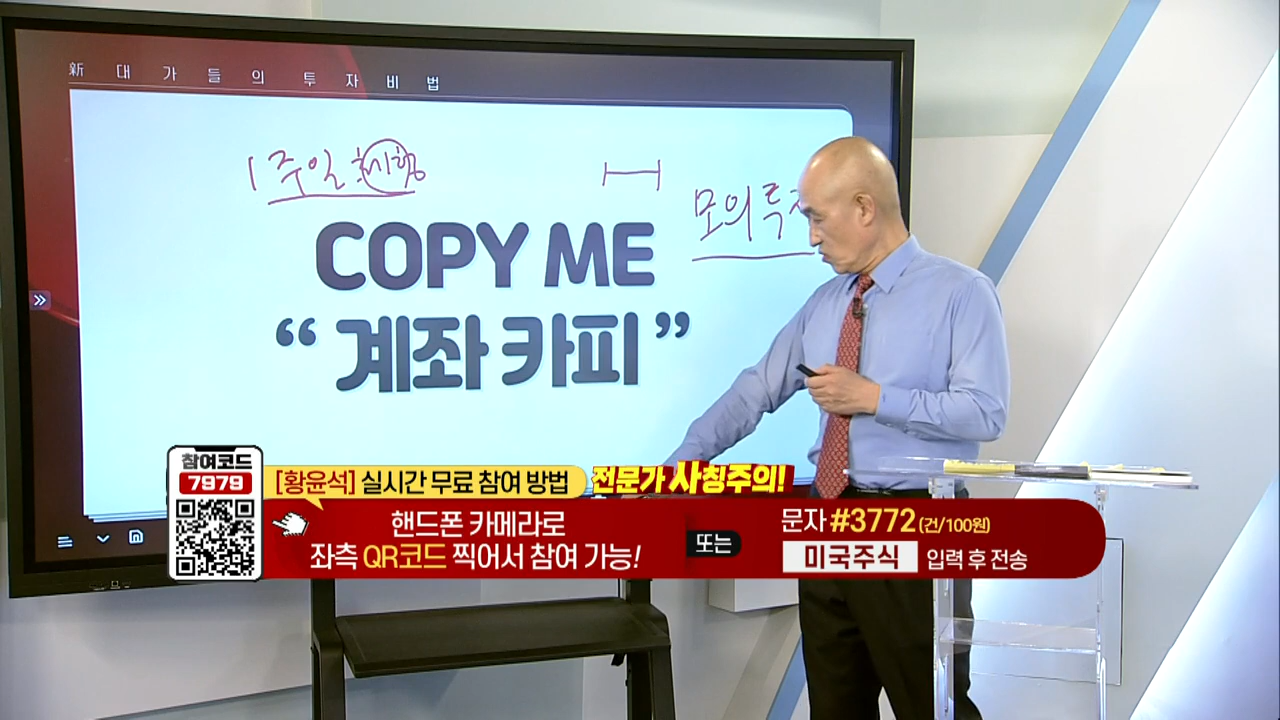 新 대 가 들 의 투 자 비 법
1주일 체험
모의투
COPY ME
“ 계좌 카피 ”
참여코드
7979
[황윤석] 실시간 무료 참여 방법
전문가 사칭주의!
핸드폰 카메라로
좌측 QR코드 찍어서 참여 가능!
또는
문자 #3772 (건/100원)
미국주식 입력 후 전송